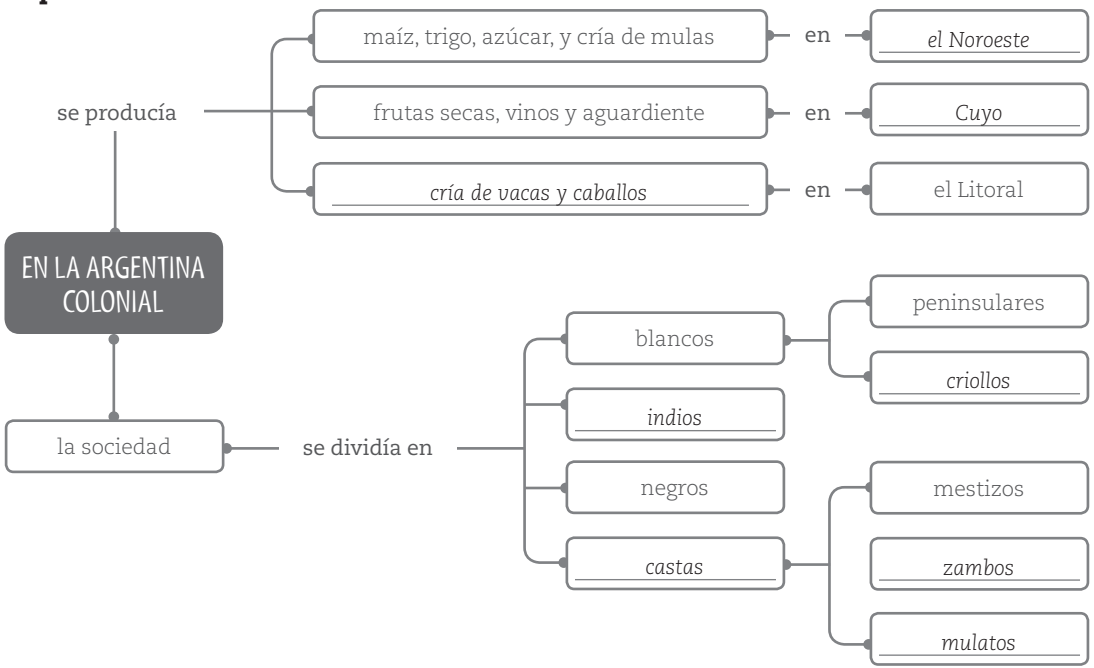 maíz, trigo, azúcar, y cría de mulas en el Noroeste
se producía
frutas secas, vinos y aguardiente en Cuyo
cría de vacas y caballos en el Litoral
EN LA ARGENTINA
COLONIAL
la sociedad
se dividía en
blancos
peninsulares
criollos
indios
negros
castas
mestizos
zambos
mulatos